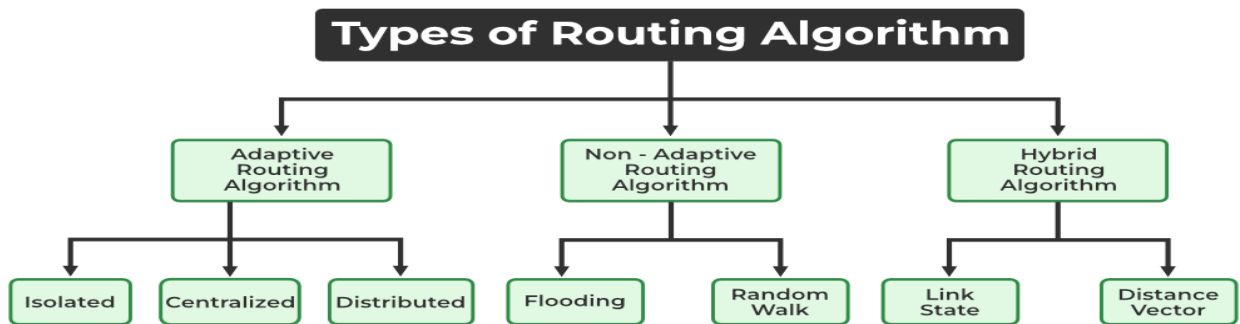 Types of Routing Algorithm
Adaptive
Routing
Algorithm
Non - Adaptive
Routing
Algorithm
Hybrid
Routing
Algorithm
Isolated
Centralized
Distributed
Flooding
Random
Walk
Link
State
Distance
Vector